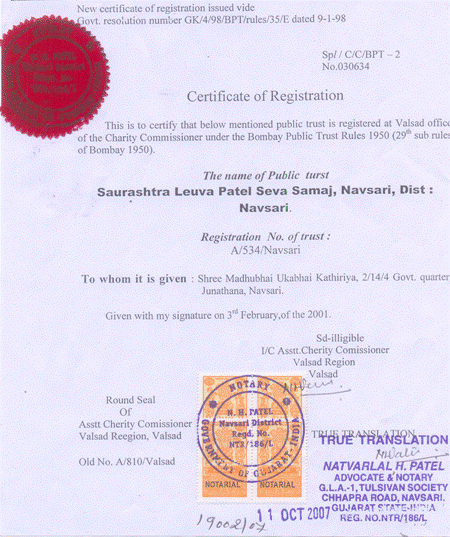 New certificate of registration issued vide
Govt. resolution number GK/4/98/BPT/rules/35/E dated 9-1-98
Spl / C/C/BPT – 2
No.030634
Certificate of Registration
This is to certify that below mentioned public trust is registered at Valsad office
of the Charity Commissioner under the Bombay Public Trust Rules 1950 (29th sub rules
of Bombay 1950).
The name of Public turst
Saurashtra Leuva Patel Seva Samaj, Navsari, Dist :
Navsari.
Registration No. of trust :
A/534/Navsari
To whom it is given : Shree Madhubhai Ukabhai Kathiriya, 2/14/4 Govt. quarter,
Junathana, Navsari.
Given with my signature on 3rd February,of the 2001.
Sd-illigible
I/C Asstt.Cherity Comissioner
Valsad Region
Valsad
Round Seal
Of
Asstt Charity Comissioner
Valsad Reegion, Valsad
Old No. A/810/Valsad
NOTARY
N. H. PATEL
Navsari District
Regd. No.
NTR/186/L
GOVERNMENT OF GUJARAT-INDIA
NOTARIAL NOTARIAL
TRUE TRANSLATION
TRUE TRANSLATION
NATVARLAL H. PATEL
ADVOCATE & NOTARY
G.L.A.-1, TULSIVAN SOCIETY
CHHAPRA ROAD, NAVSARI.
GUJARAT STATE-INDIA
REG. NO.NTR/186/L
11 OCT 2007
19002/07